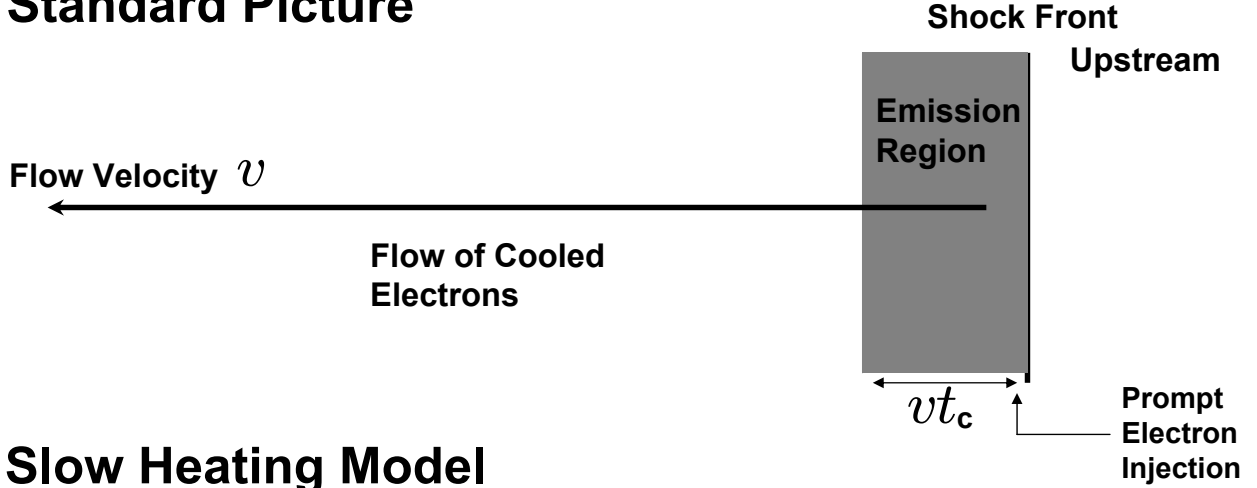 Standard Picture
Shock Front
Upstream
Emission
Region
Flow Velocity v
Flow of Cooled
Electrons
vtc
Prompt
Electron
Injection
Slow Heating Model